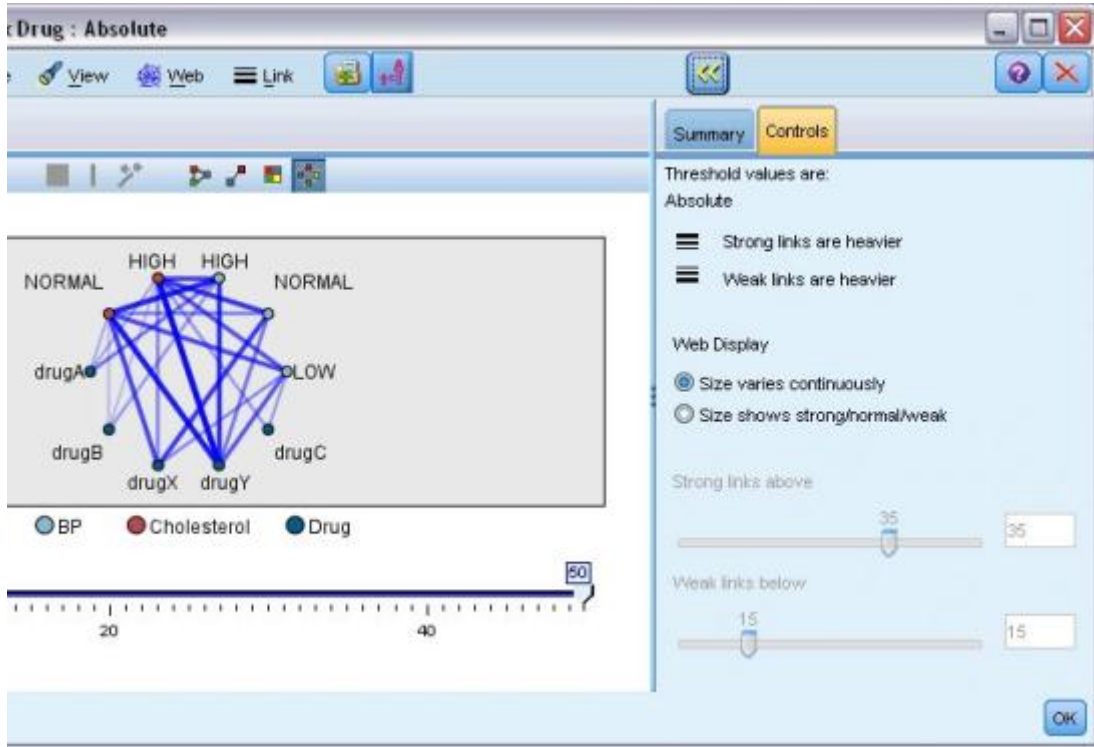 Drug : Absolute
View Web Link
Summary Controls
Threshold values are:
Absolute
Strong links are heavier
Weak links are heavier
Web Display
Size varies continuously
Size shows strong/normal/weak
Strong links above
35
35
Weak links below
15
15
HIGH HIGH
NORMAL NORMAL
drugA LOW
drugB drugC
drugX drugY
BP Cholesterol Drug
50
20 40
OK